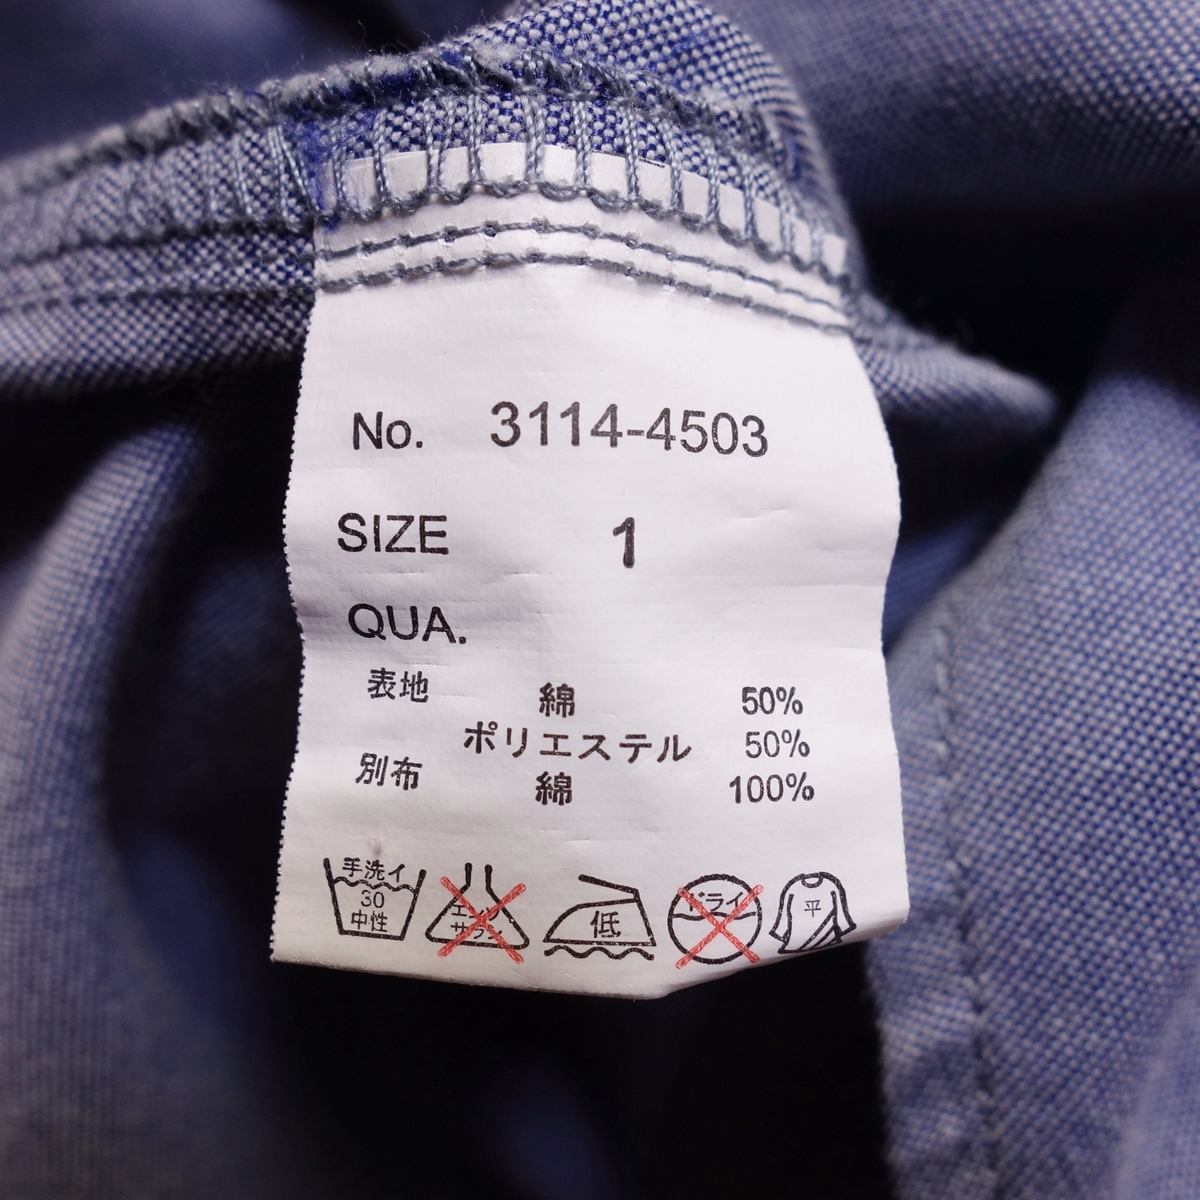 No. 3114-4503
SIZE 1
QUA.
表地 綿 50%
ポリエステル 50%
別布 綿 100%
手洗イ 30 中性
エンソ サラシ
低
ドライ
平